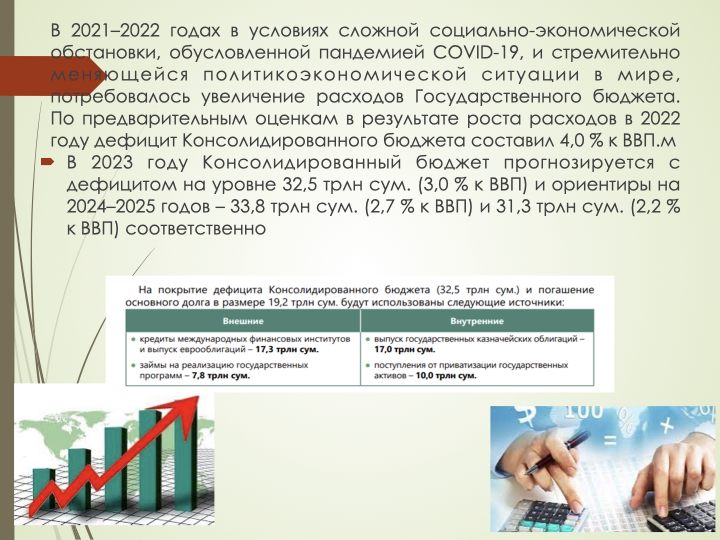 В 2021–2022 годах в условиях сложной социально-экономической
обстановки, обусловленной пандемией COVID-19, и стремительно
меняющейся политикоэкономической ситуации в мире,
потребовалось увеличение расходов Государственного бюджета.
По предварительным оценкам в результате роста расходов в 2022
году дефицит Консолидированного бюджета составил 4,0 % к ВВП.м
В 2023 году Консолидированный бюджет прогнозируется с
дефицитом на уровне 32,5 трлн сум. (3,0 % к ВВП) и ориентиры на
2024–2025 годов – 33,8 трлн сум. (2,7 % к ВВП) и 31,3 трлн сум. (2,2 %
к ВВП) соответственно
На покрытие дефицита Консолидированного бюджета (32,5 трлн сум.) и погашение
основного долга в размере 19,2 трлн сум. будут использованы следующие источники:
Внешние
• кредиты международных финансовых институтов
и выпуск еврооблигаций – 17,3 трлн сум.
• займы на реализацию государственных
программ – 7,8 трлн сум.
Внутренние
• выпуск государственных казначейских облигаций –
17,0 трлн сум.
• поступления от приватизации государственных
активов – 10,0 трлн сум.
$ 100 % × $
=